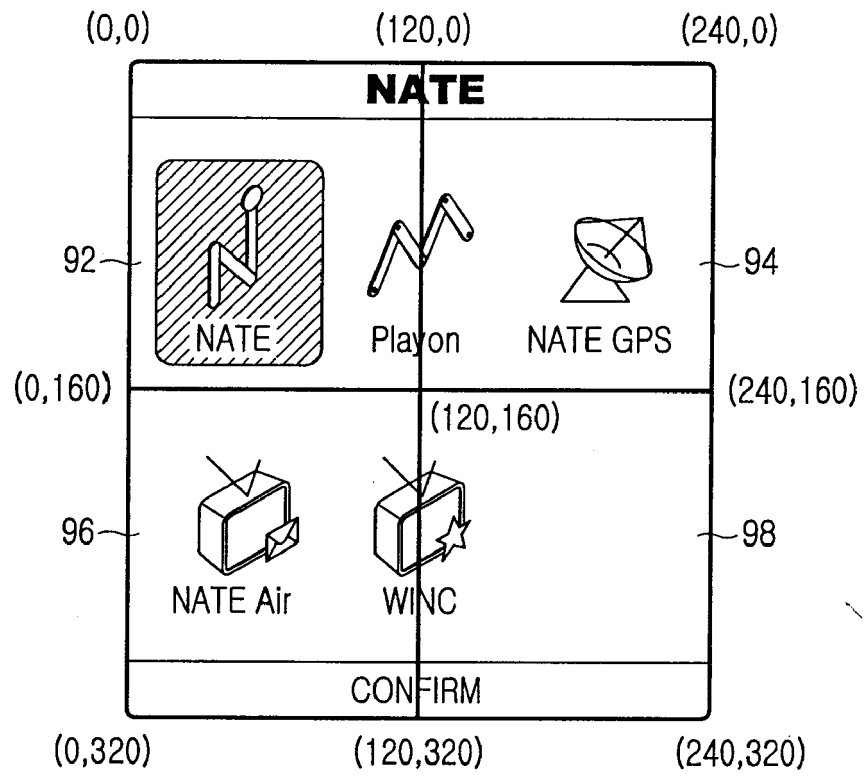 (0,0) (120,0) (240,0)
NATE
92 94
NATE Playon NATE GPS
(0,160) (240,160)
(120,160)
96 98
NATE Air WINC
CONFIRM
(0,320) (120,320) (240,320)